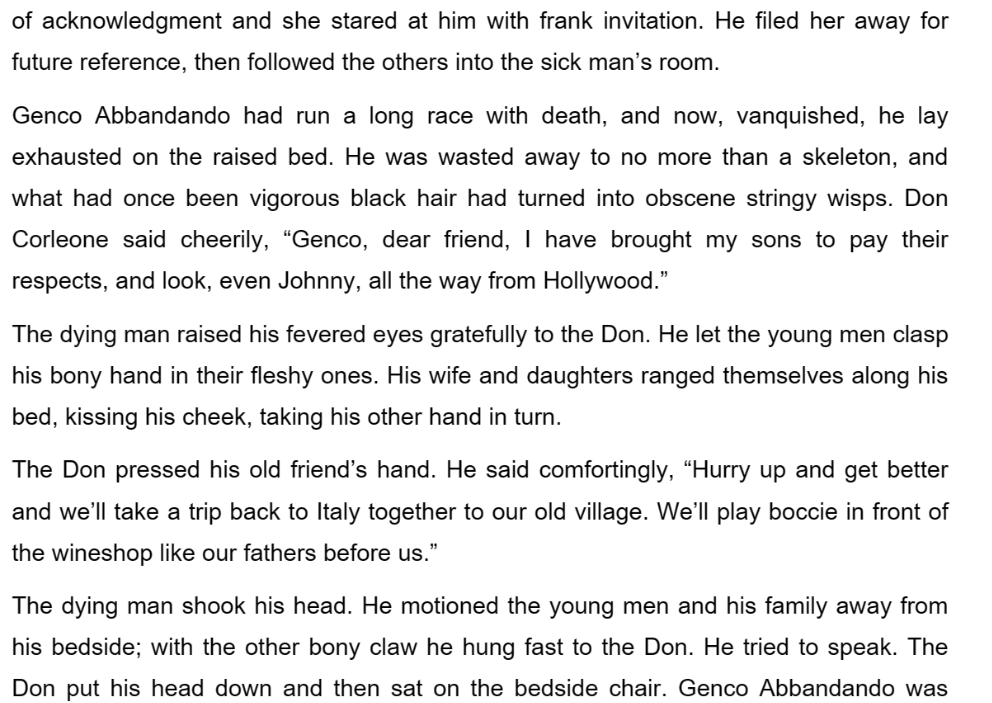 of acknowledgment and she stared at him with frank invitation. He filed her away for
future reference, then followed the others into the sick man’s room.
Genco Abbandando had run a long race with death, and now, vanquished, he lay
exhausted on the raised bed. He was wasted away to no more than a skeleton, and
what had once been vigorous black hair had turned into obscene stringy wisps. Don
Corleone said cheerily, “Genco, dear friend, I have brought my sons to pay their
respects, and look, even Johnny, all the way from Hollywood.”
The dying man raised his fevered eyes gratefully to the Don. He let the young men clasp
his bony hand in their fleshy ones. His wife and daughters ranged themselves along his
bed, kissing his cheek, taking his other hand in turn.
The Don pressed his old friend’s hand. He said comfortingly, “Hurry up and get better
and we’ll take a trip back to Italy together to our old village. We’ll play boccie in front of
the wineshop like our fathers before us.”
The dying man shook his head. He motioned the young men and his family away from
his bedside; with the other bony claw he hung fast to the Don. He tried to speak. The
Don put his head down and then sat on the bedside chair. Genco Abbandando was